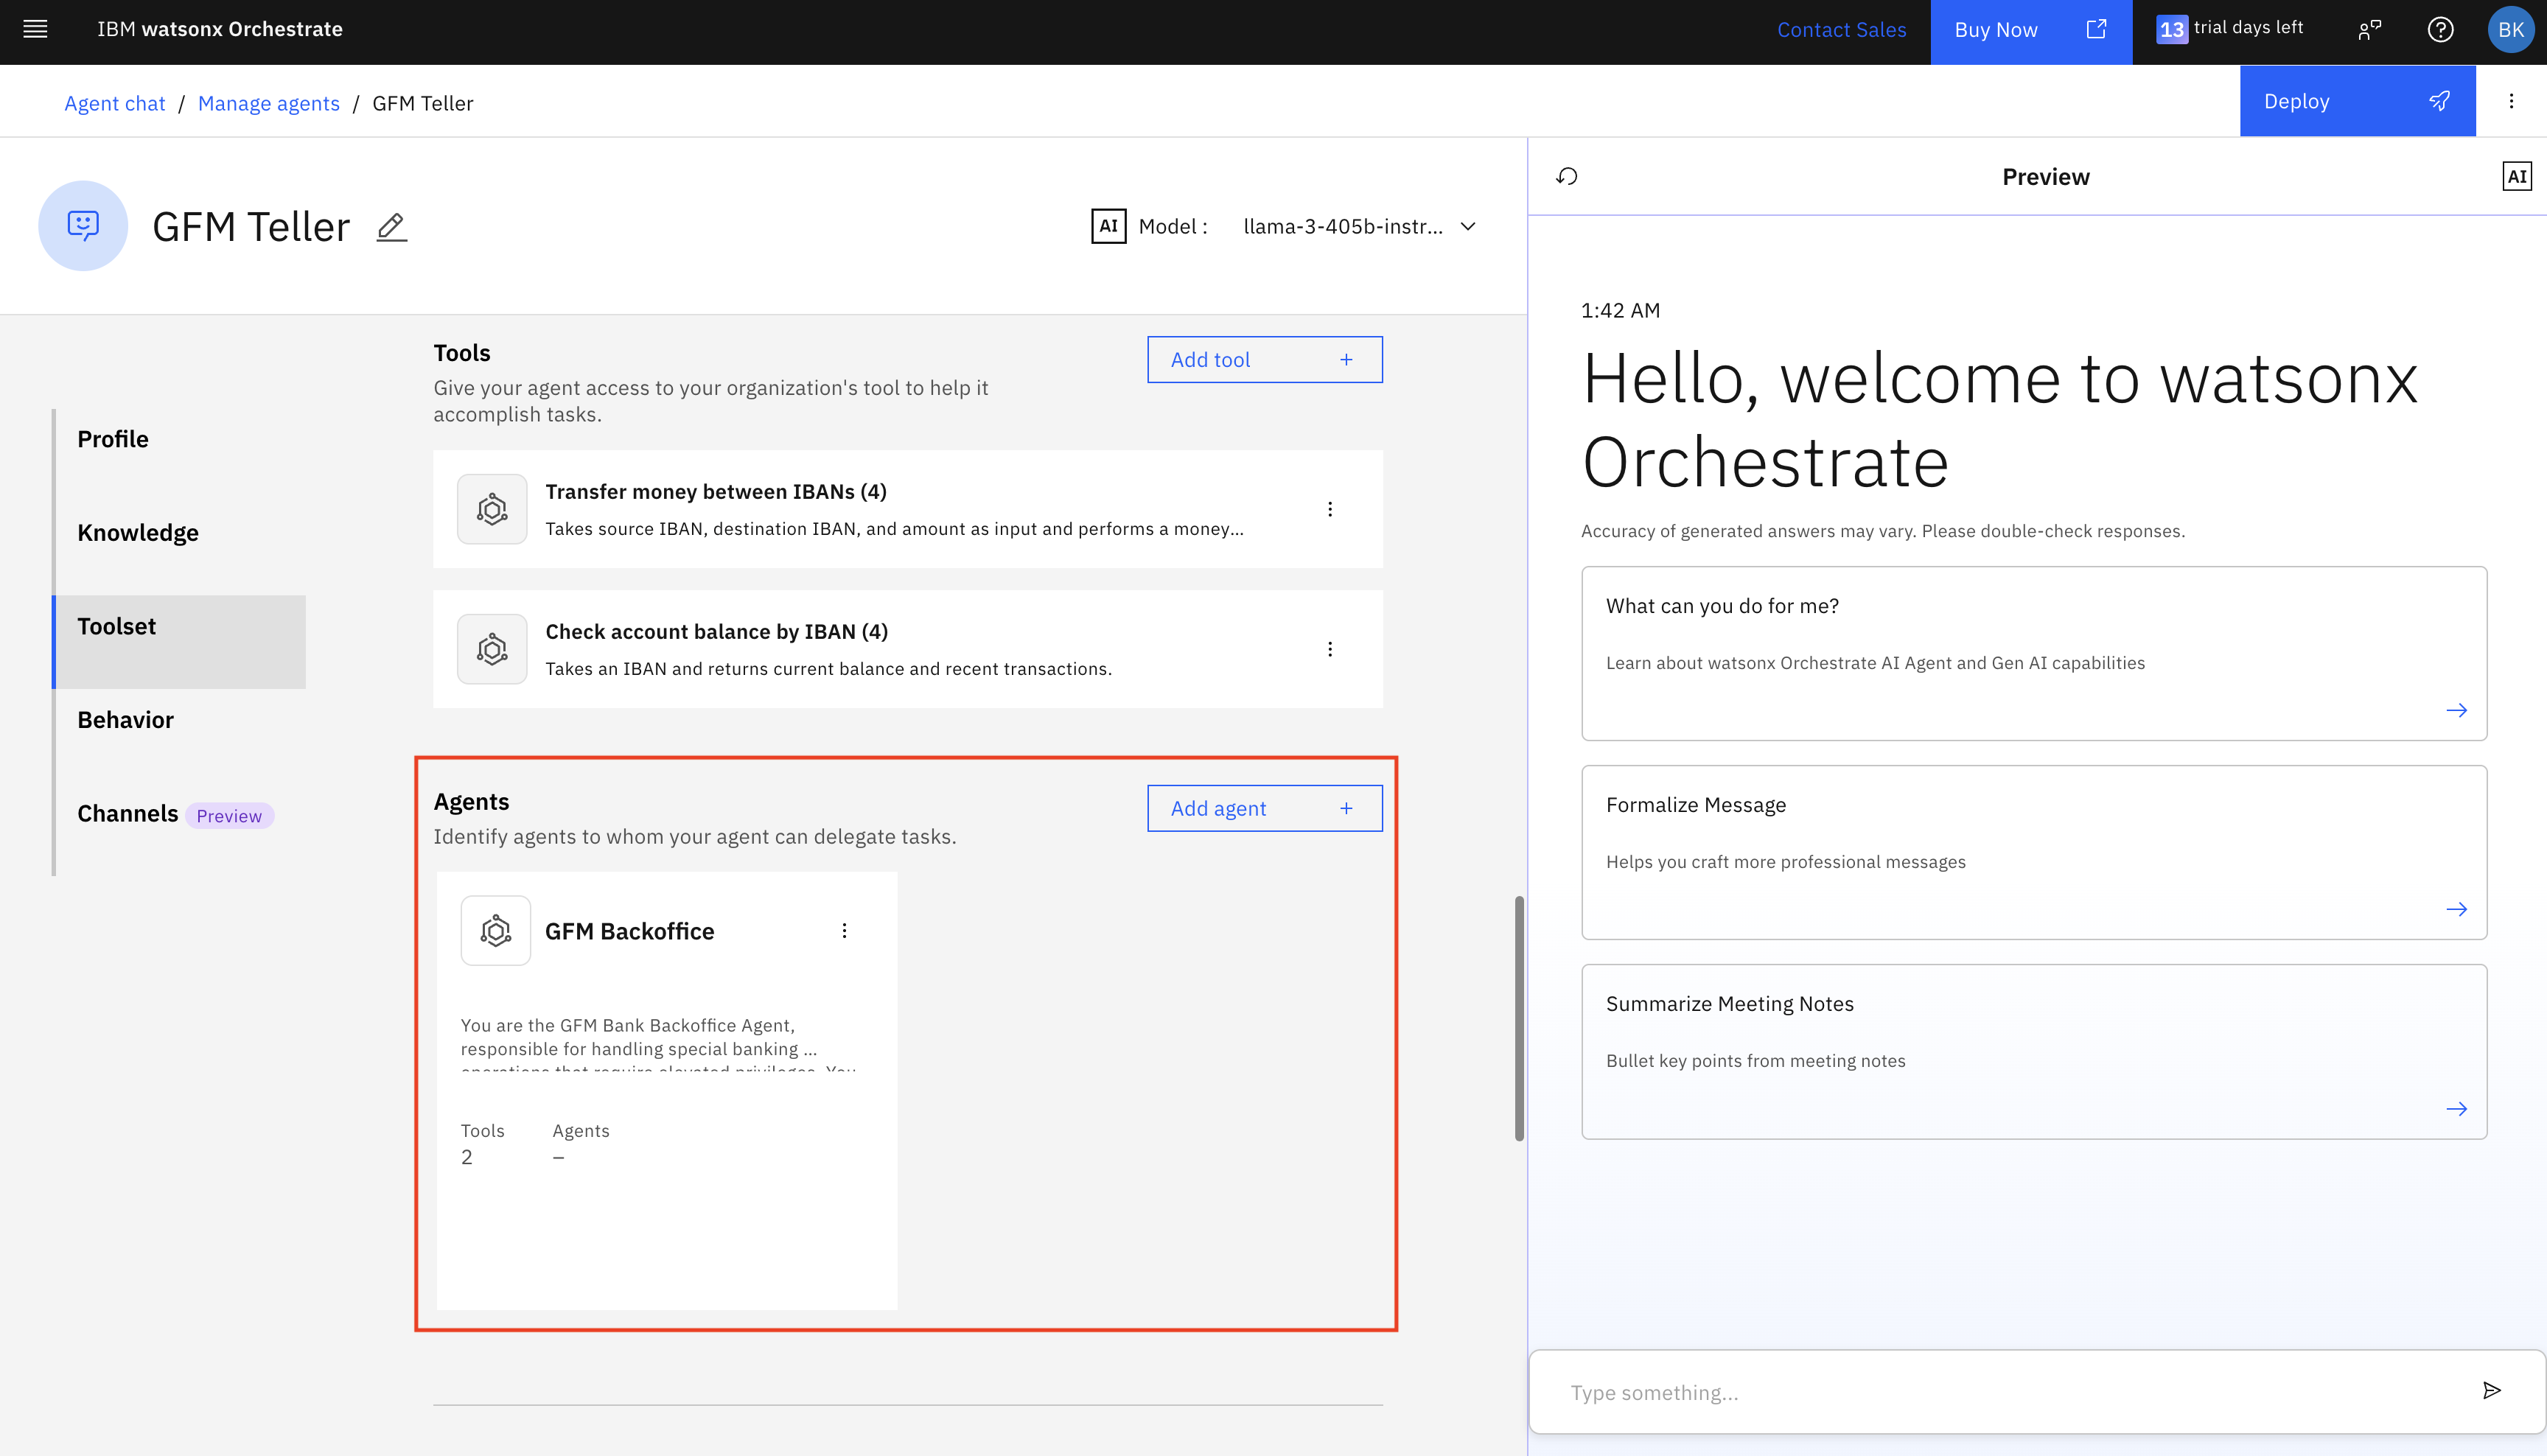 IBM watsonx Orchestrate
Contact Sales
Buy Now
13 trial days left
BK
Agent chat / Manage agents / GFM Teller
Deploy
GFM Teller
AI Model : llama-3-405b-instr...
Preview
AI
Profile
Knowledge
Toolset
Behavior
Channels Preview
Tools
Add tool +
Give your agent access to your organization's tool to help it
accomplish tasks.
Transfer money between IBANs (4)
Takes source IBAN, destination IBAN, and amount as input and performs a money...
Check account balance by IBAN (4)
Takes an IBAN and returns current balance and recent transactions.
Agents
Add agent +
Identify agents to whom your agent can delegate tasks.
GFM Backoffice
You are the GFM Bank Backoffice Agent,
responsible for handling special banking ...
operations that require elevated privileges. You
Tools Agents
2 –
1:42 AM
Hello, welcome to watsonx
Orchestrate
Accuracy of generated answers may vary. Please double-check responses.
What can you do for me?
Learn about watsonx Orchestrate AI Agent and Gen AI capabilities
Formalize Message
Helps you craft more professional messages
Summarize Meeting Notes
Bullet key points from meeting notes
Type something...